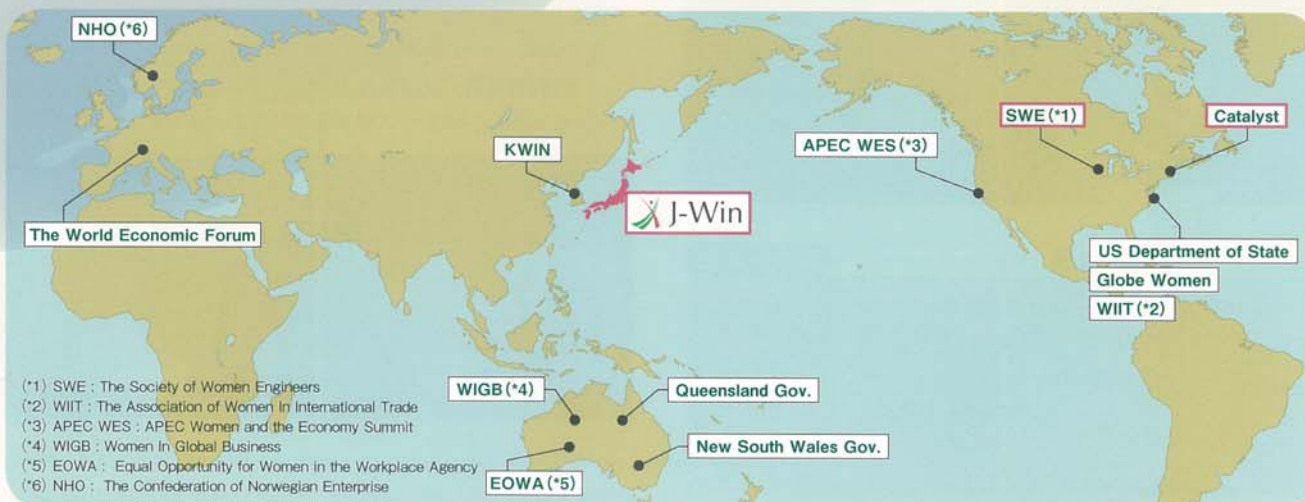 NHO (*6)
SWE (*1)
Catalyst
KWIN
APEC WES (*3)
J-Win
The World Economic Forum
US Department of State
Globe Women
WIIT (*2)
WIGB (*4)
Queensland Gov.
New South Wales Gov.
EOWA (*5)
(*1) SWE : The Society of Women Engineers
(*2) WIIT : The Association of Women In International Trade
(*3) APEC WES : APEC Women and the Economy Summit
(*4) WIGB : Women In Global Business
(*5) EOWA : Equal Opportunity for Women in the Workplace Agency
(*6) NHO : The Confederation of Norwegian Enterprise